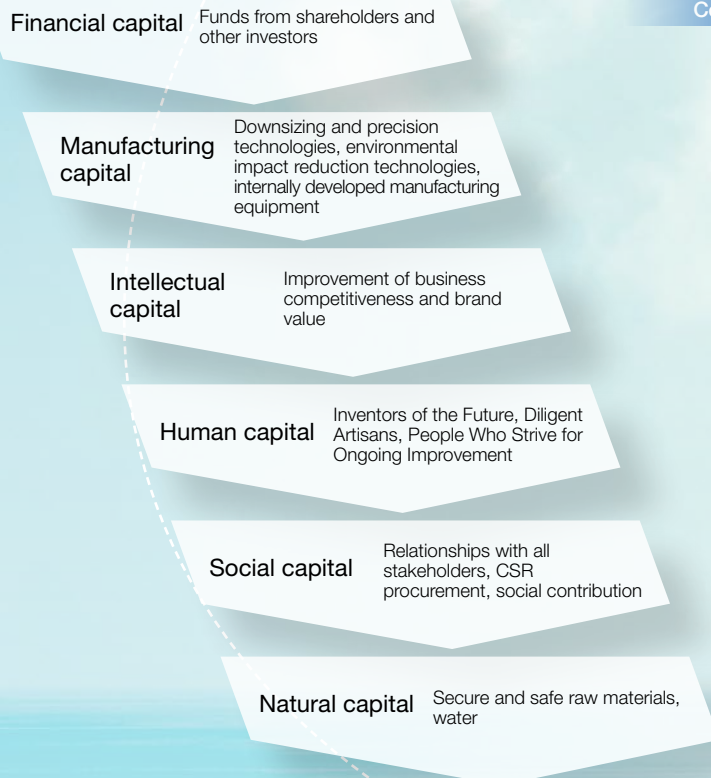 Financial capital
Funds from shareholders and
other investors
Manufacturing
capital
Downsizing and precision
technologies, environmental
impact reduction technologies,
internally developed manufacturing
equipment
Intellectual
capital
Improvement of business
competitiveness and brand
value
Human capital
Inventors of the Future, Diligent
Artisans, People Who Strive for
Ongoing Improvement
Social capital
Relationships with all
stakeholders, CSR
procurement, social contribution
Natural capital
Secure and safe raw materials,
water